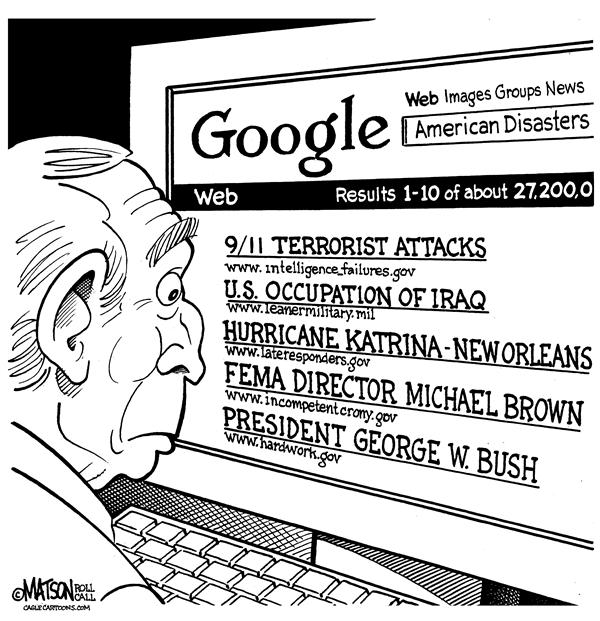 Google
Web Images Groups News
American Disasters
Web
Results 1-10 of about 27,200,0
9/11 TERRORIST ATTACKS
www.intelligence_failures.gov
U.S. OCCUPATION OF IRAQ
www.leanermilitary.mil
HURRICANE KATRINA-NEW ORLEANS
www.lateresponders.gov
FEMA DIRECTOR MICHAEL BROWN
www.incompetentcrony.gov
PRESIDENT GEORGE W. BUSH
www.hardwork.gov
©MATSON ROLL
CALL
CAGLECARTOONS.COM